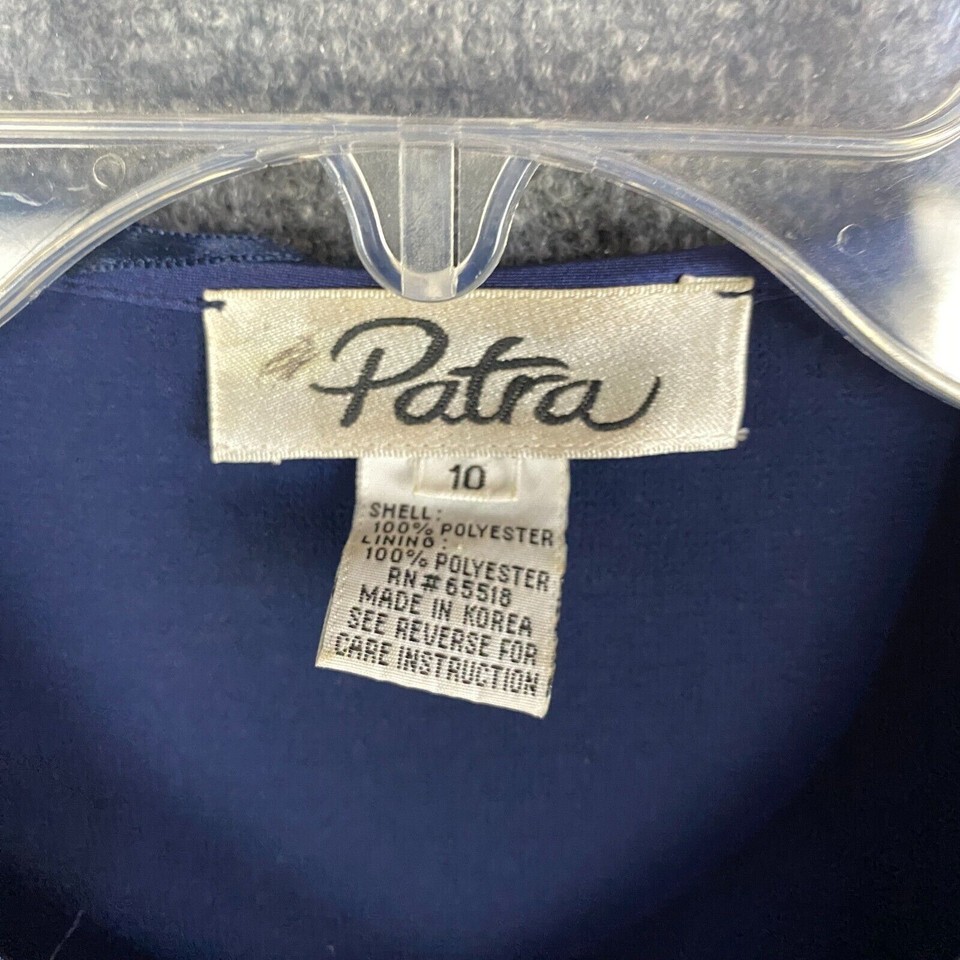 Patra
10
SHELL:
100% POLYESTER
LINING:
100% POLYESTER
RN#65518
MADE IN KOREA
SEE REVERSE FOR
CARE INSTRUCTION